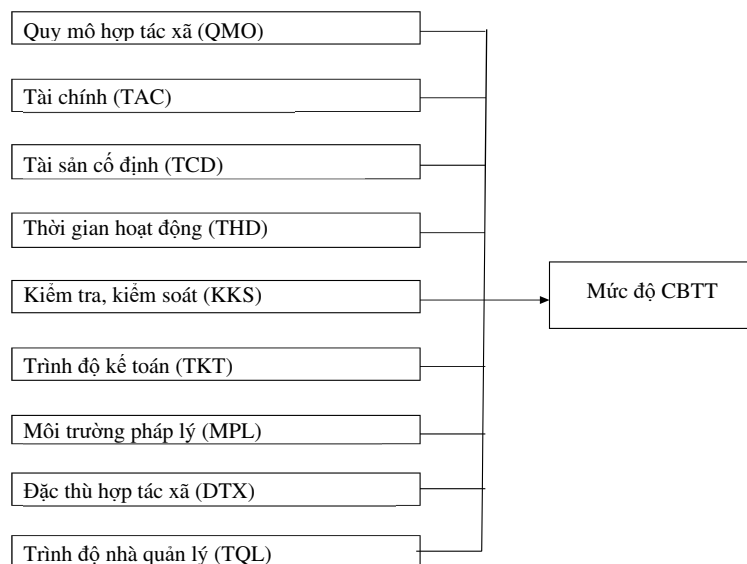 Quy mô hợp tác xã (QMO)
Tài chính (TAC)
Tài sản cố định (TCD)
Thời gian hoạt động (THD)
Kiểm tra, kiểm soát (KKS)
Mức độ CBTT
Trình độ kế toán (TKT)
Môi trường pháp lý (MPL)
Đặc thù hợp tác xã (DTX)
Trình độ nhà quản lý (TQL)